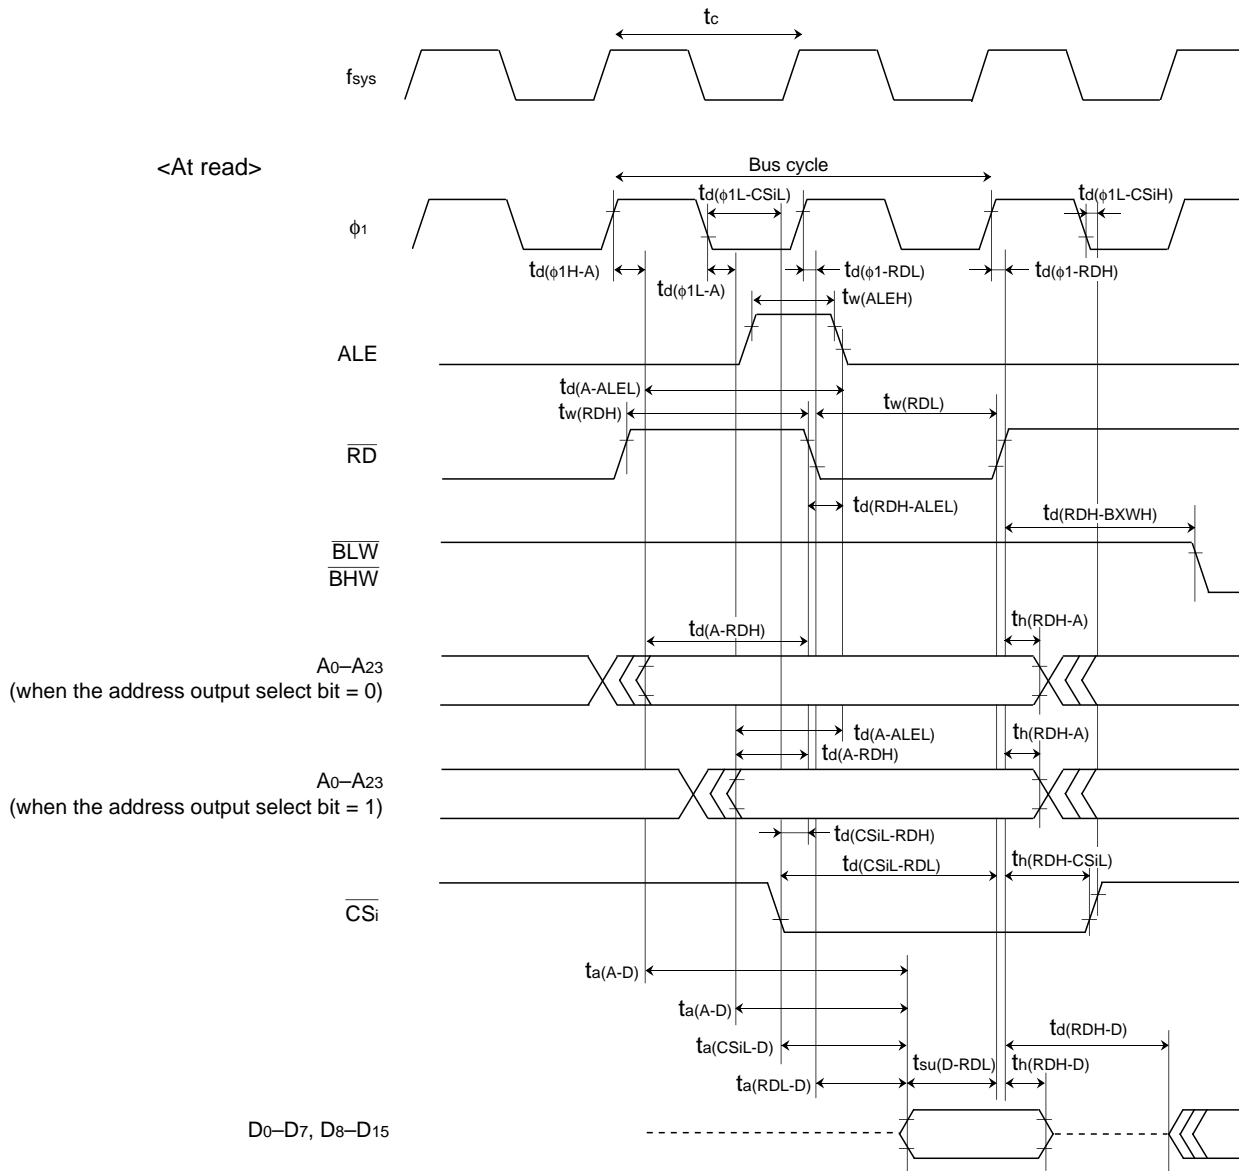 tc
fsys
<At read>
Bus cycle
td(ϕ1L-CSiL)
td(ϕ1L-CSiH)
ϕ1
td(ϕ1H-A)
td(ϕ1-RDL)
td(ϕ1-RDH)
td(ϕ1L-A)
tw(ALEH)
ALE
td(A-ALEL)
tw(RDH)
tw(RDL)
RD
td(RDH-ALEL)
td(RDH-BXWH)
BLW
BHW
th(RDH-A)
td(A-RDH)
A0–A23
(when the address output select bit = 0)
td(A-ALEL)
th(RDH-A)
td(A-RDH)
A0–A23
(when the address output select bit = 1)
td(CSiL-RDH)
td(CSiL-RDL)
th(RDH-CSiL)
CSi
ta(A-D)
ta(A-D)
td(RDH-D)
ta(CSiL-D)
tsu(D-RDL)
th(RDH-D)
ta(RDL-D)
D0–D7, D8–D15